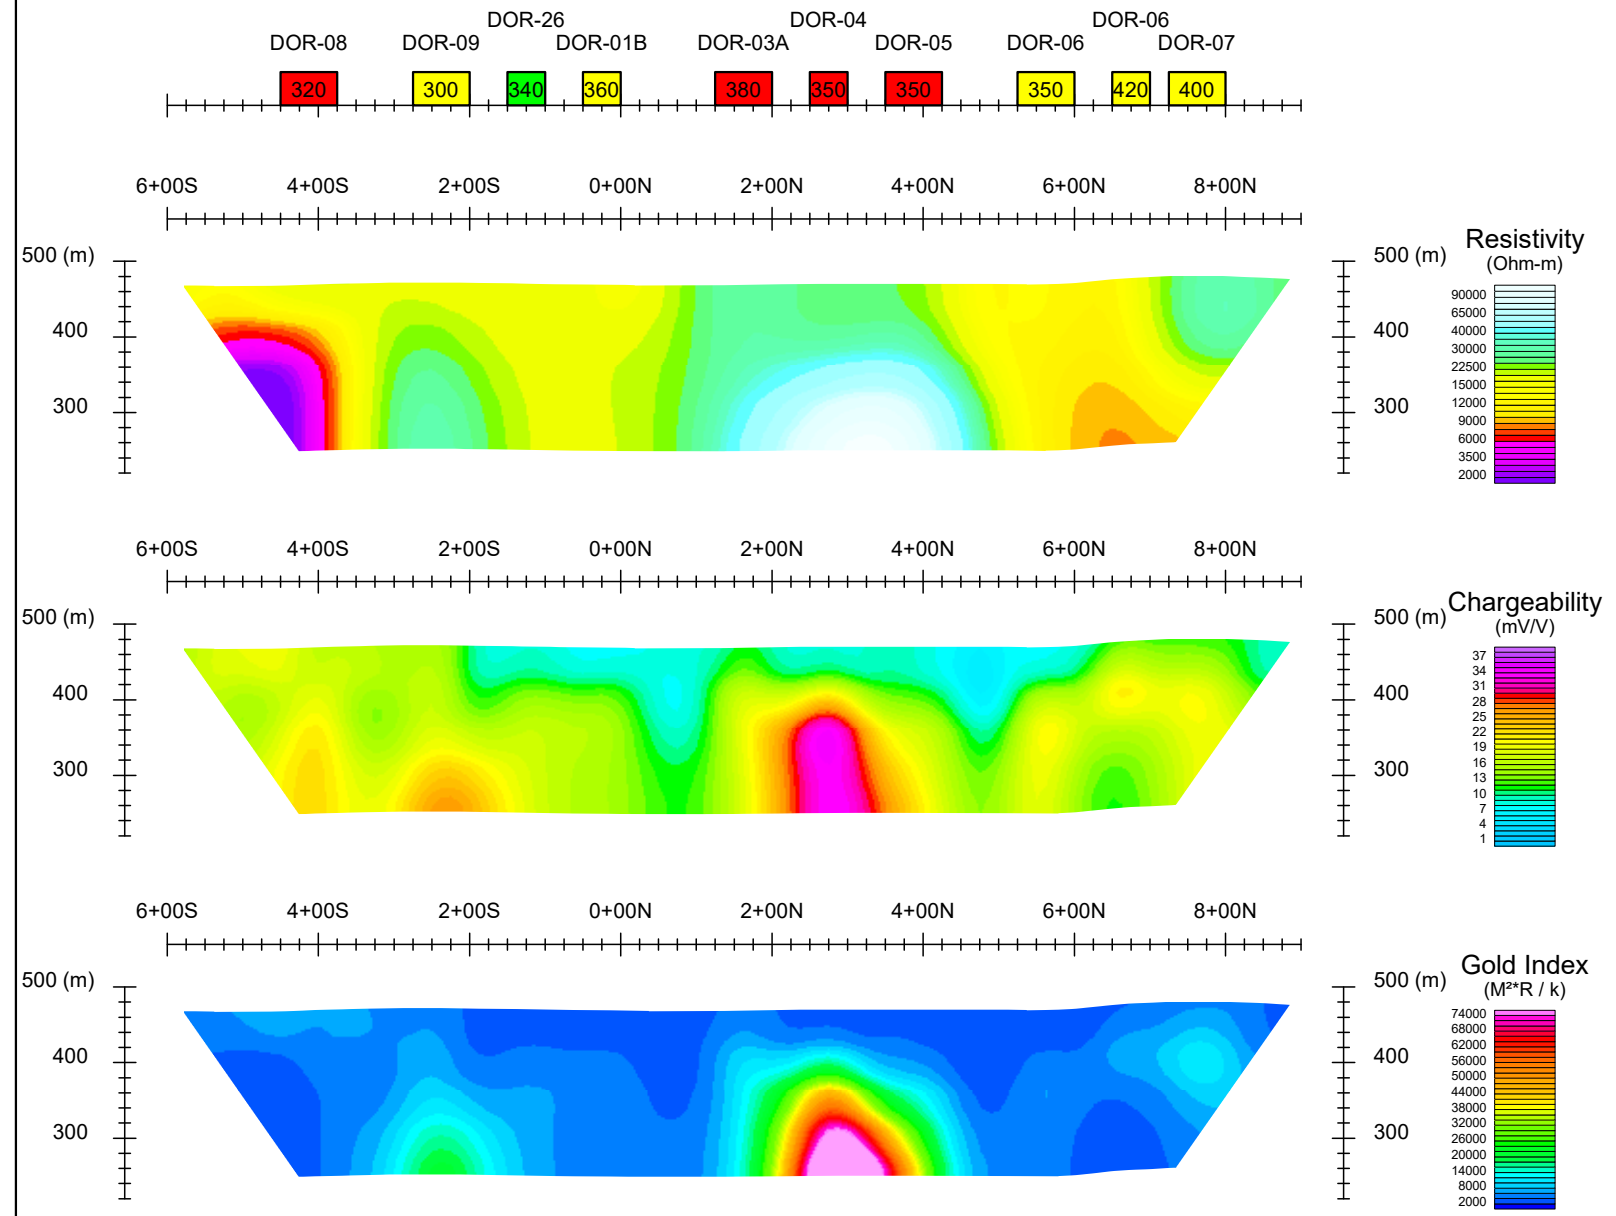 DOR-26 DOR-04 DOR-06
DOR-08 DOR-09 DOR-01B DOR-03A DOR-05 DOR-06 DOR-07
320 300 340 360 380 350 350 350 420 400
6+00S 4+00S 2+00S 0+00N 2+00N 4+00N 6+00N 8+00N
500 (m) 500 (m)
400 400
300 300
Resistivity
(Ohm-m)
90000
65000
40000
30000
22500
15000
12000
9000
6000
3500
2000
6+00S 4+00S 2+00S 0+00N 2+00N 4+00N 6+00N 8+00N
500 (m) 500 (m)
400 400
300 300
Chargeability
(mV/V)
37
34
31
28
25
22
19
16
13
10
7
4
1
6+00S 4+00S 2+00S 0+00N 2+00N 4+00N 6+00N 8+00N
500 (m) 500 (m)
400 400
300 300
Gold Index
(M²*R / k)
74000
68000
62000
56000
50000
44000
38000
32000
26000
20000
14000
8000
2000